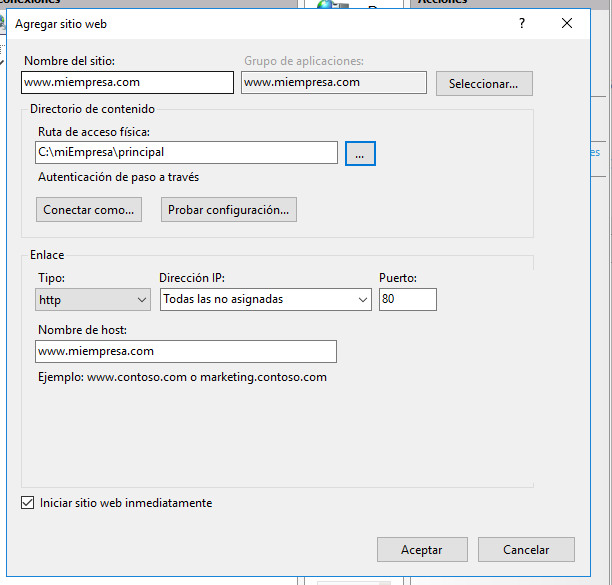 onexiones
Acciones
Agregar sitio web
?
Nombre del sitio:
Grupo de aplicaciones:
www.miempresa.com
www.miempresa.com
Seleccionar...
Directorio de contenido
Ruta de acceso física:
C:\miEmpresa\principal
...
es
Autenticación de paso a través
Conectar como...
Probar configuración...
Enlace
Tipo:
Dirección IP:
Puerto:
http
Todas las no asignadas
80
Nombre de host:
www.miempresa.com
Ejemplo: www.contoso.com o marketing.contoso.com
Iniciar sitio web inmediatamente
Aceptar
Cancelar